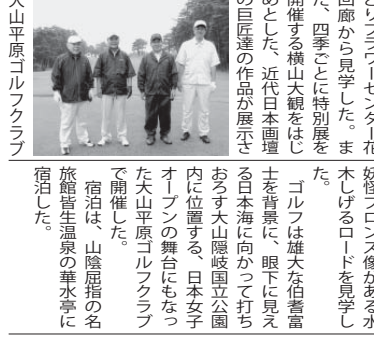 とりフラワーセンター花
回廊から見学した。ま
た、四季ごとに特別展を
開催する横山大観をはじ
めとした、近代日本画壇
の巨匠達の作品が展示さ
大山平原ゴルフクラブ
妖怪ブロンズ像がある水
木しげるロードを見学し
た。
ゴルフは雄大な伯耆富
士を背景に、眼下に見え
る日本海に向かって打ち
おろす大山隠岐国立公園
内に位置する、日本女子
オープンの舞台にもなっ
た大山平原ゴルフクラブ
で開催した。
宿泊は、山陰屈指の名
旅館皆生温泉の華水亭に
宿泊した。